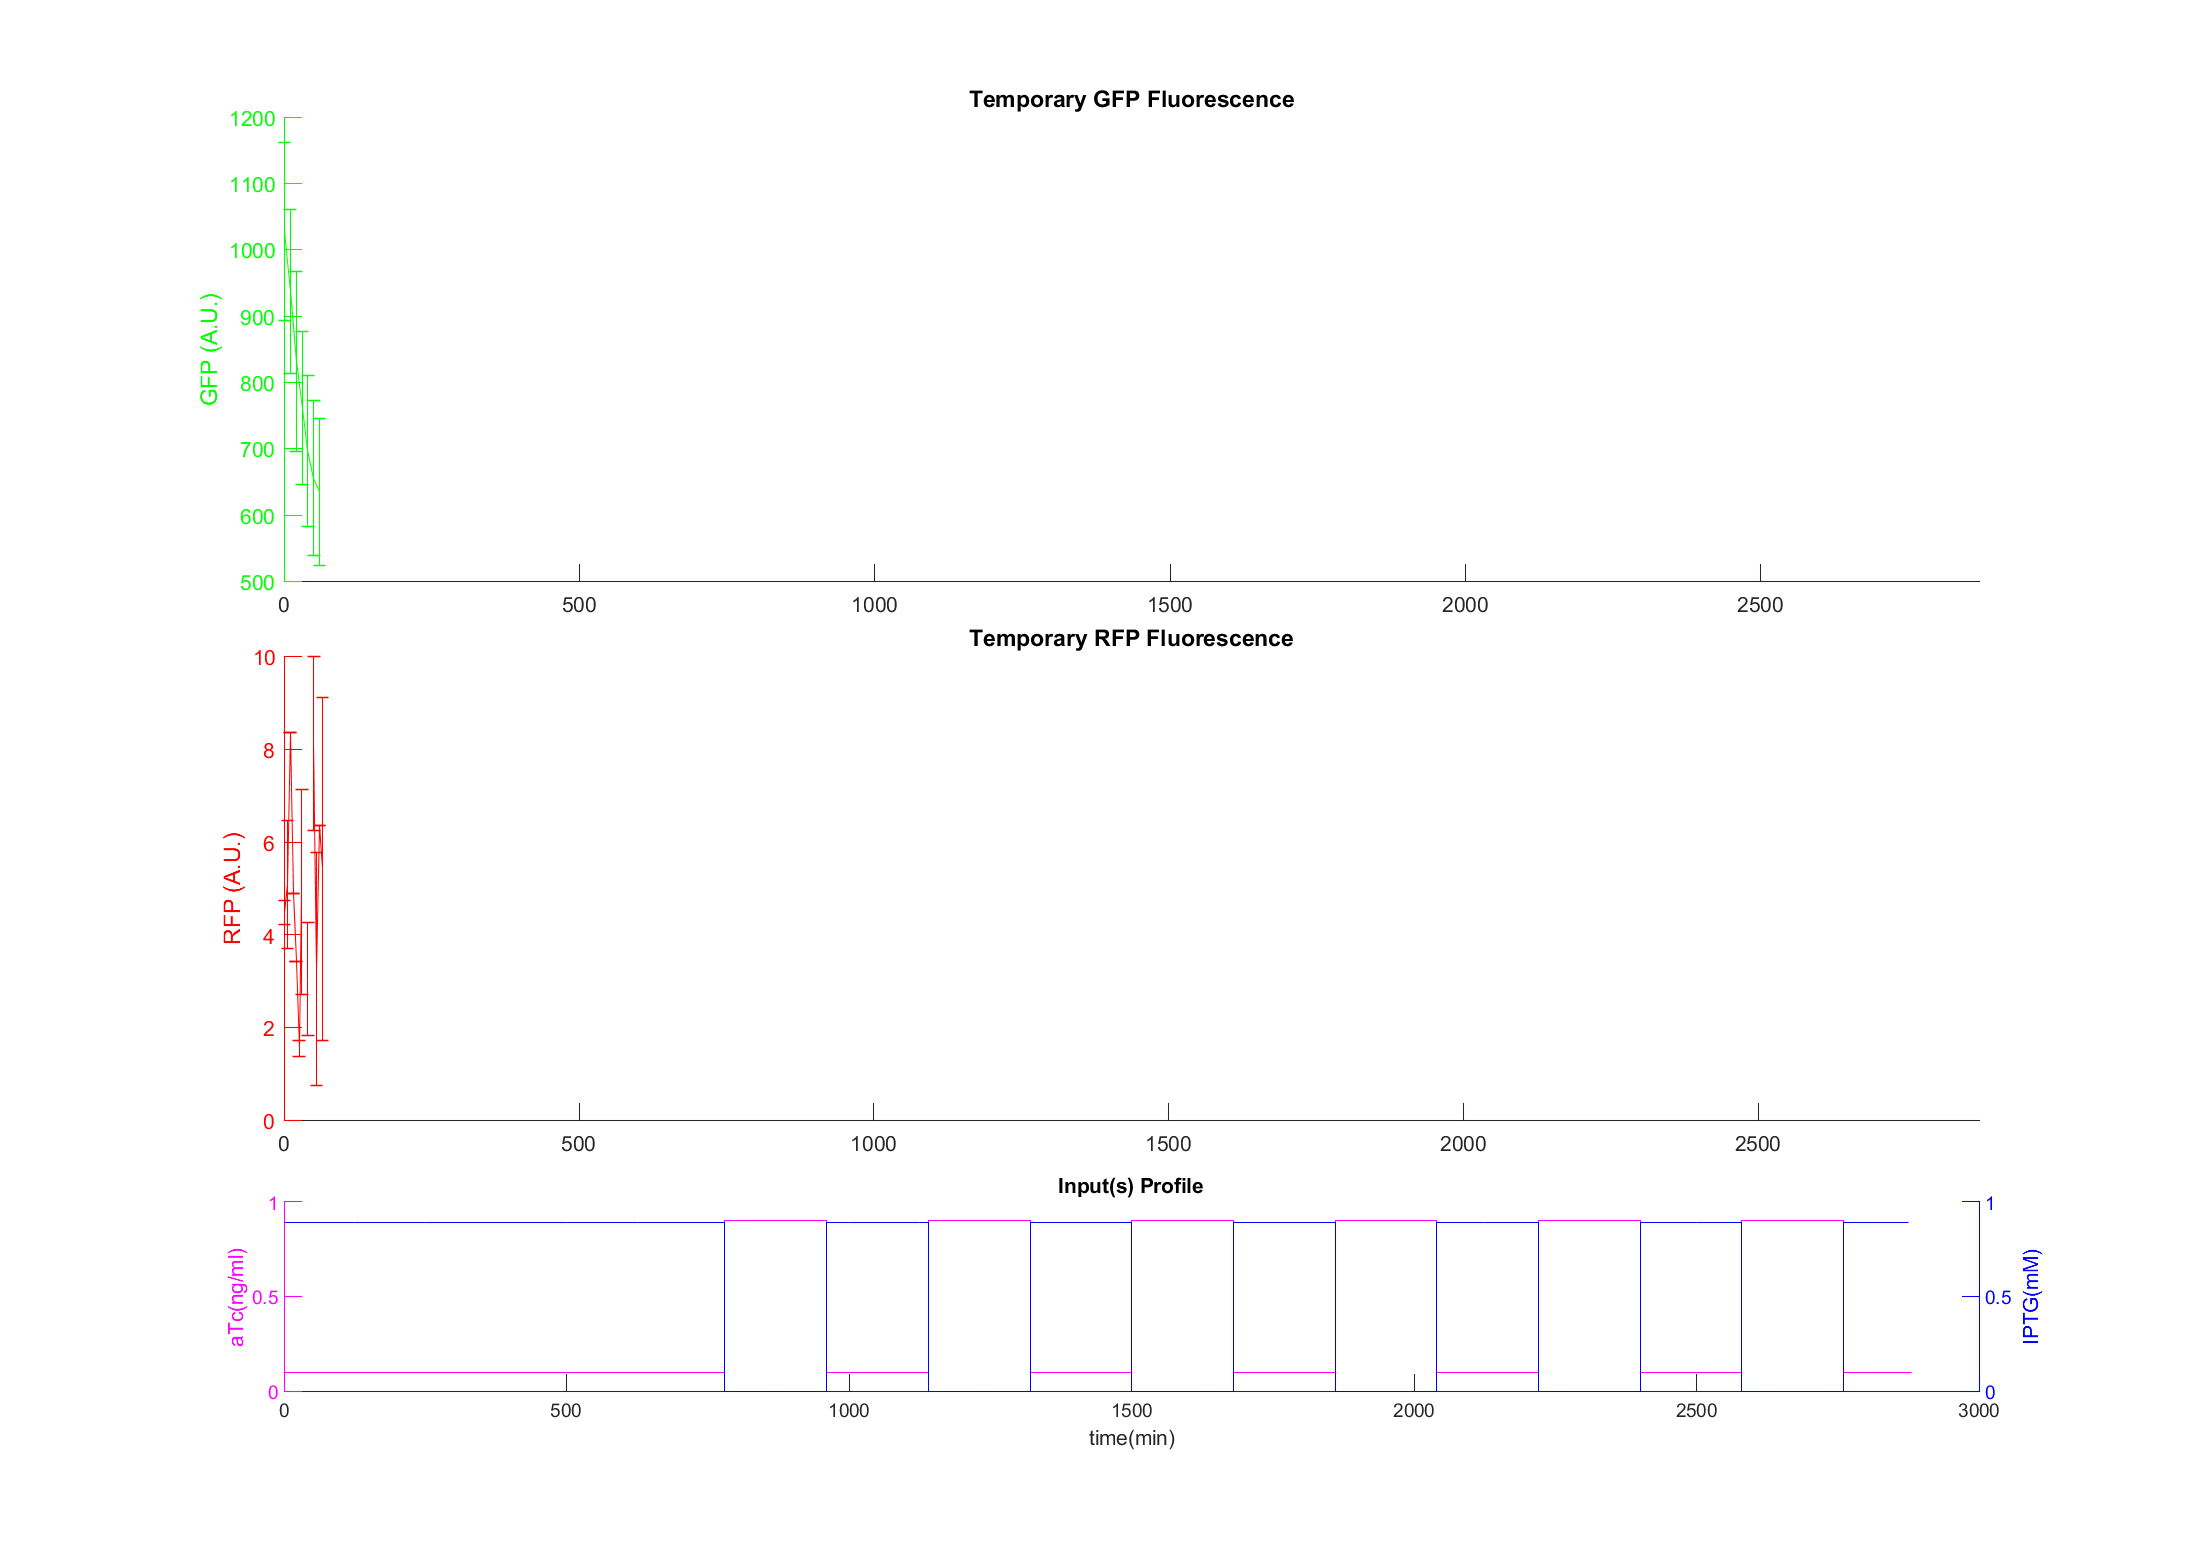 Temporary GFP Fluorescence
1200
1100
1000
900
800
700
600
500
GFP (A.U.)
0 500 1000 1500 2000 2500
Temporary RFP Fluorescence
10
8
6
4
2
0
RFP (A.U.)
0 500 1000 1500 2000 2500
Input(s) Profile
1
0.5
0
aTc(ng/ml)
1
0.5
0
IPTG(mM)
0 500 1000 1500 2000 2500 3000
time(min)